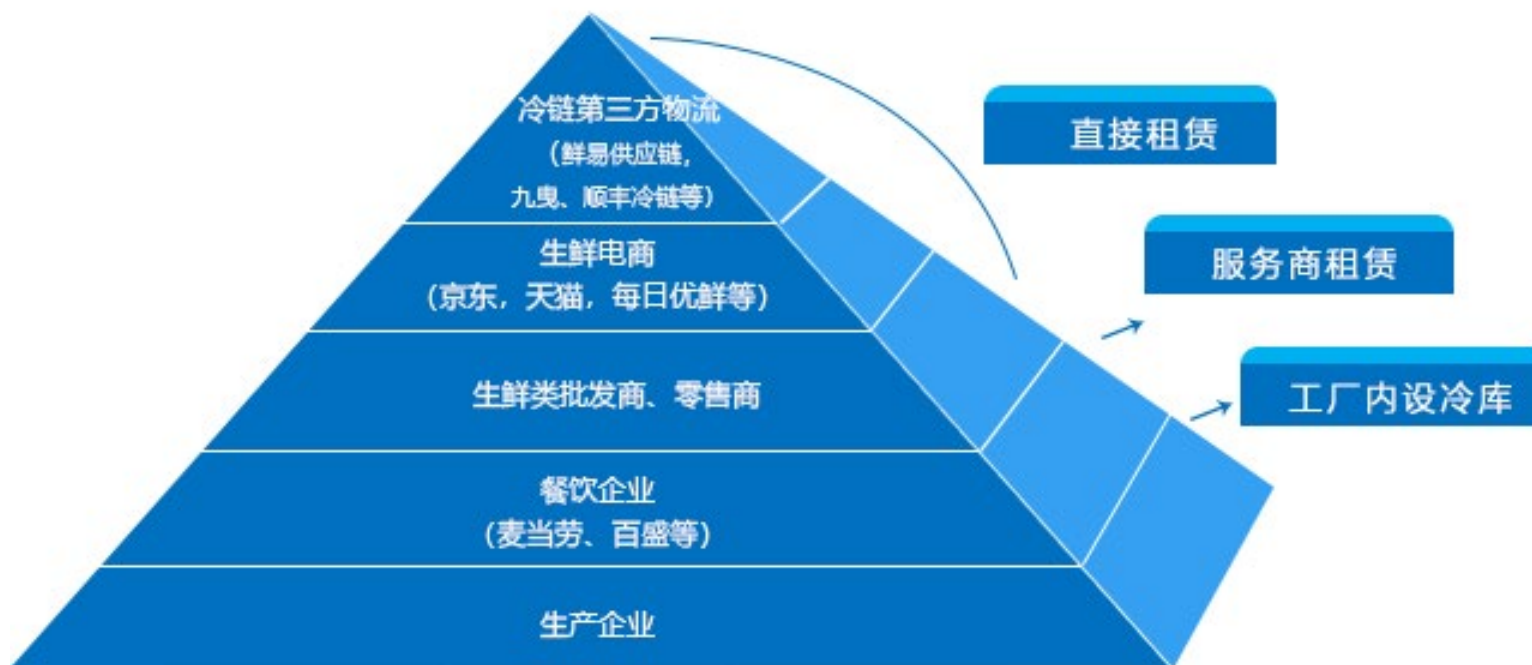 冷链第三方物流
（鲜易供应链，
九曳、顺丰冷链等）
生鲜电商
（京东，天猫，每日优鲜等）
生鲜类批发商、零售商
餐饮企业
（麦当劳、百盛等）
生产企业
直接租赁
服务商租赁
工厂内设冷库